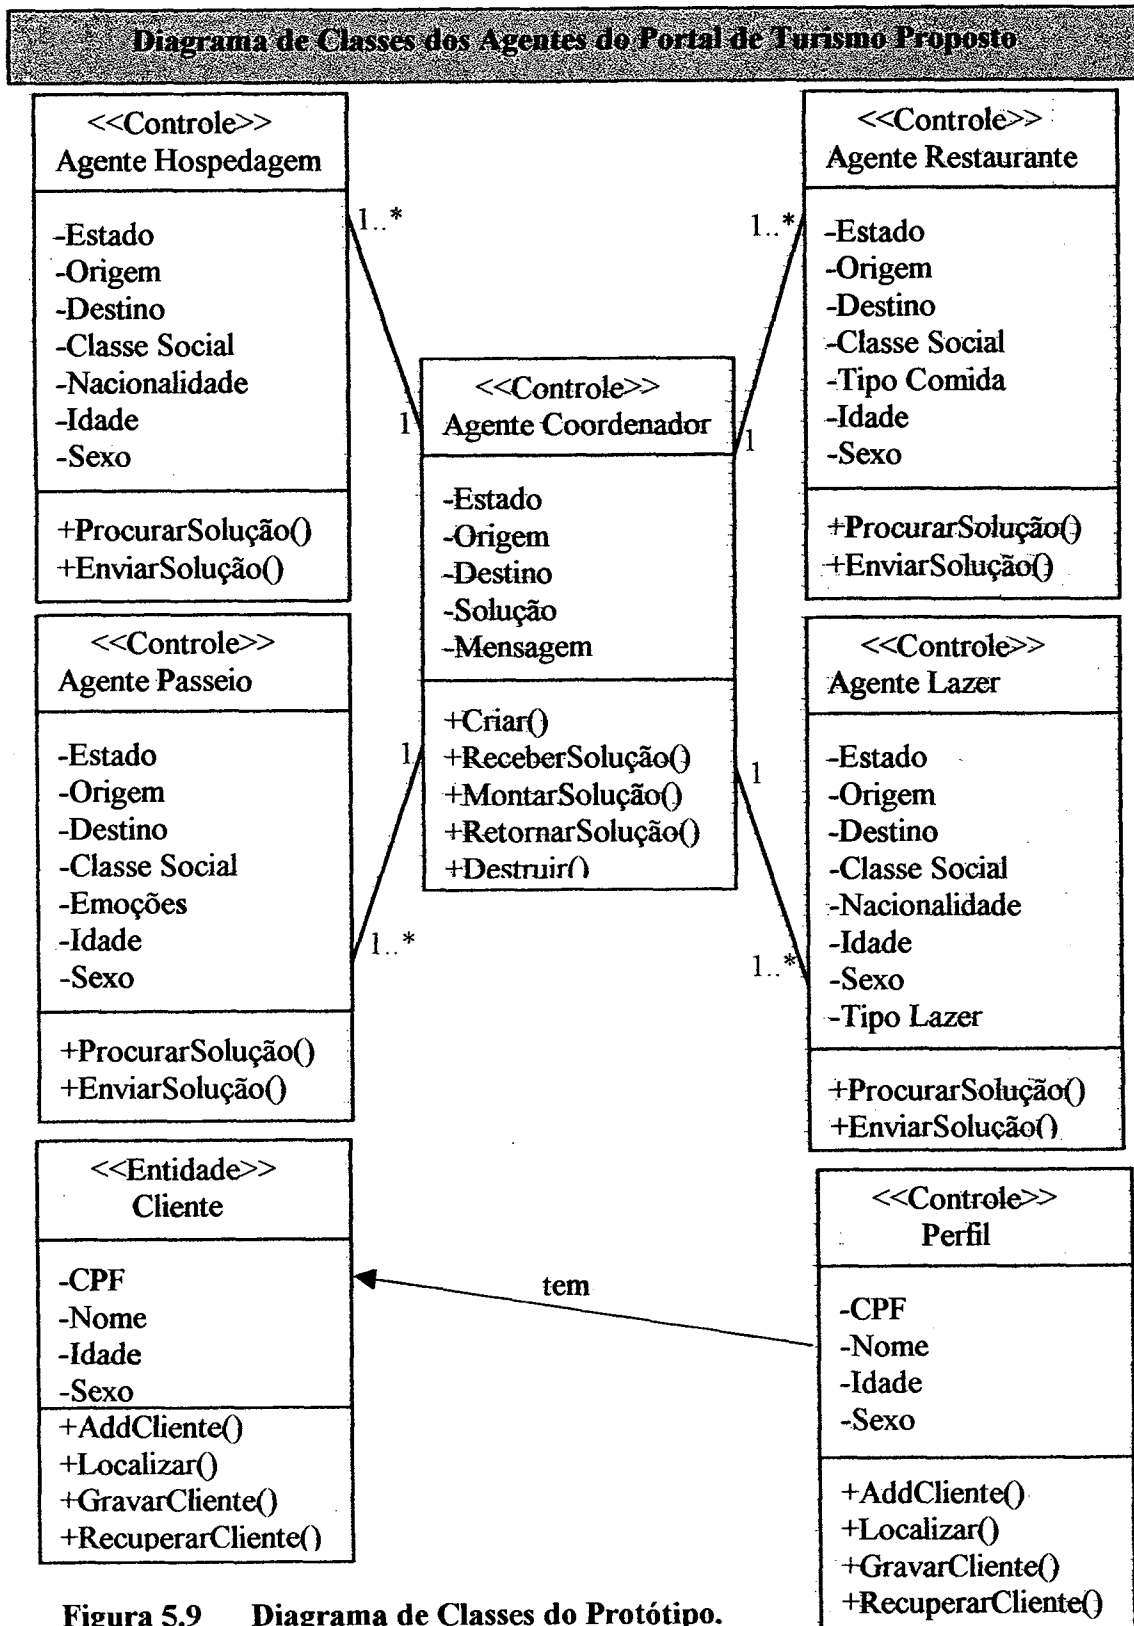 Diagrama de Classes dos Agentes do Portal de Turismo Proposto
<<Controle>>
Agente Hospedagem
-Estado
-Origem
-Destino
-Classe Social
-Nacionalidade
-Idade
-Sexo
+ProcurarSolução()
+EnviarSolução()
1..*
1
<<Controle>>
Agente Restaurante
-Estado
-Origem
-Destino
-Classe Social
-Tipo Comida
-Idade
-Sexo
+ProcurarSolução()
+EnviarSolução()
1..*
1
<<Controle>>
Agente Coordenador
-Estado
-Origem
-Destino
-Solução
-Mensagem
+Criar()
+ReceberSolução()
+MontarSolução()
+RetornarSolução()
+Destruir()
<<Controle>>
Agente Passeio
-Estado
-Origem
-Destino
-Classe Social
-Emoções
-Idade
-Sexo
+ProcurarSolução()
+EnviarSolução()
1
1..*
<<Controle>>
Agente Lazer
-Estado
-Origem
-Destino
-Classe Social
-Nacionalidade
-Idade
-Sexo
-Tipo Lazer
+ProcurarSolução()
+EnviarSolução()
1
1..*
<<Entidade>>
Cliente
-CPF
-Nome
-Idade
-Sexo
+AddCliente()
+Localizar()
+GravarCliente()
+RecuperarCliente()
tem
<<Controle>>
Perfil
-CPF
-Nome
-Idade
-Sexo
+AddCliente()
+Localizar()
+GravarCliente()
+RecuperarCliente()
Figura 5.9 Diagrama de Classes do Protótipo.